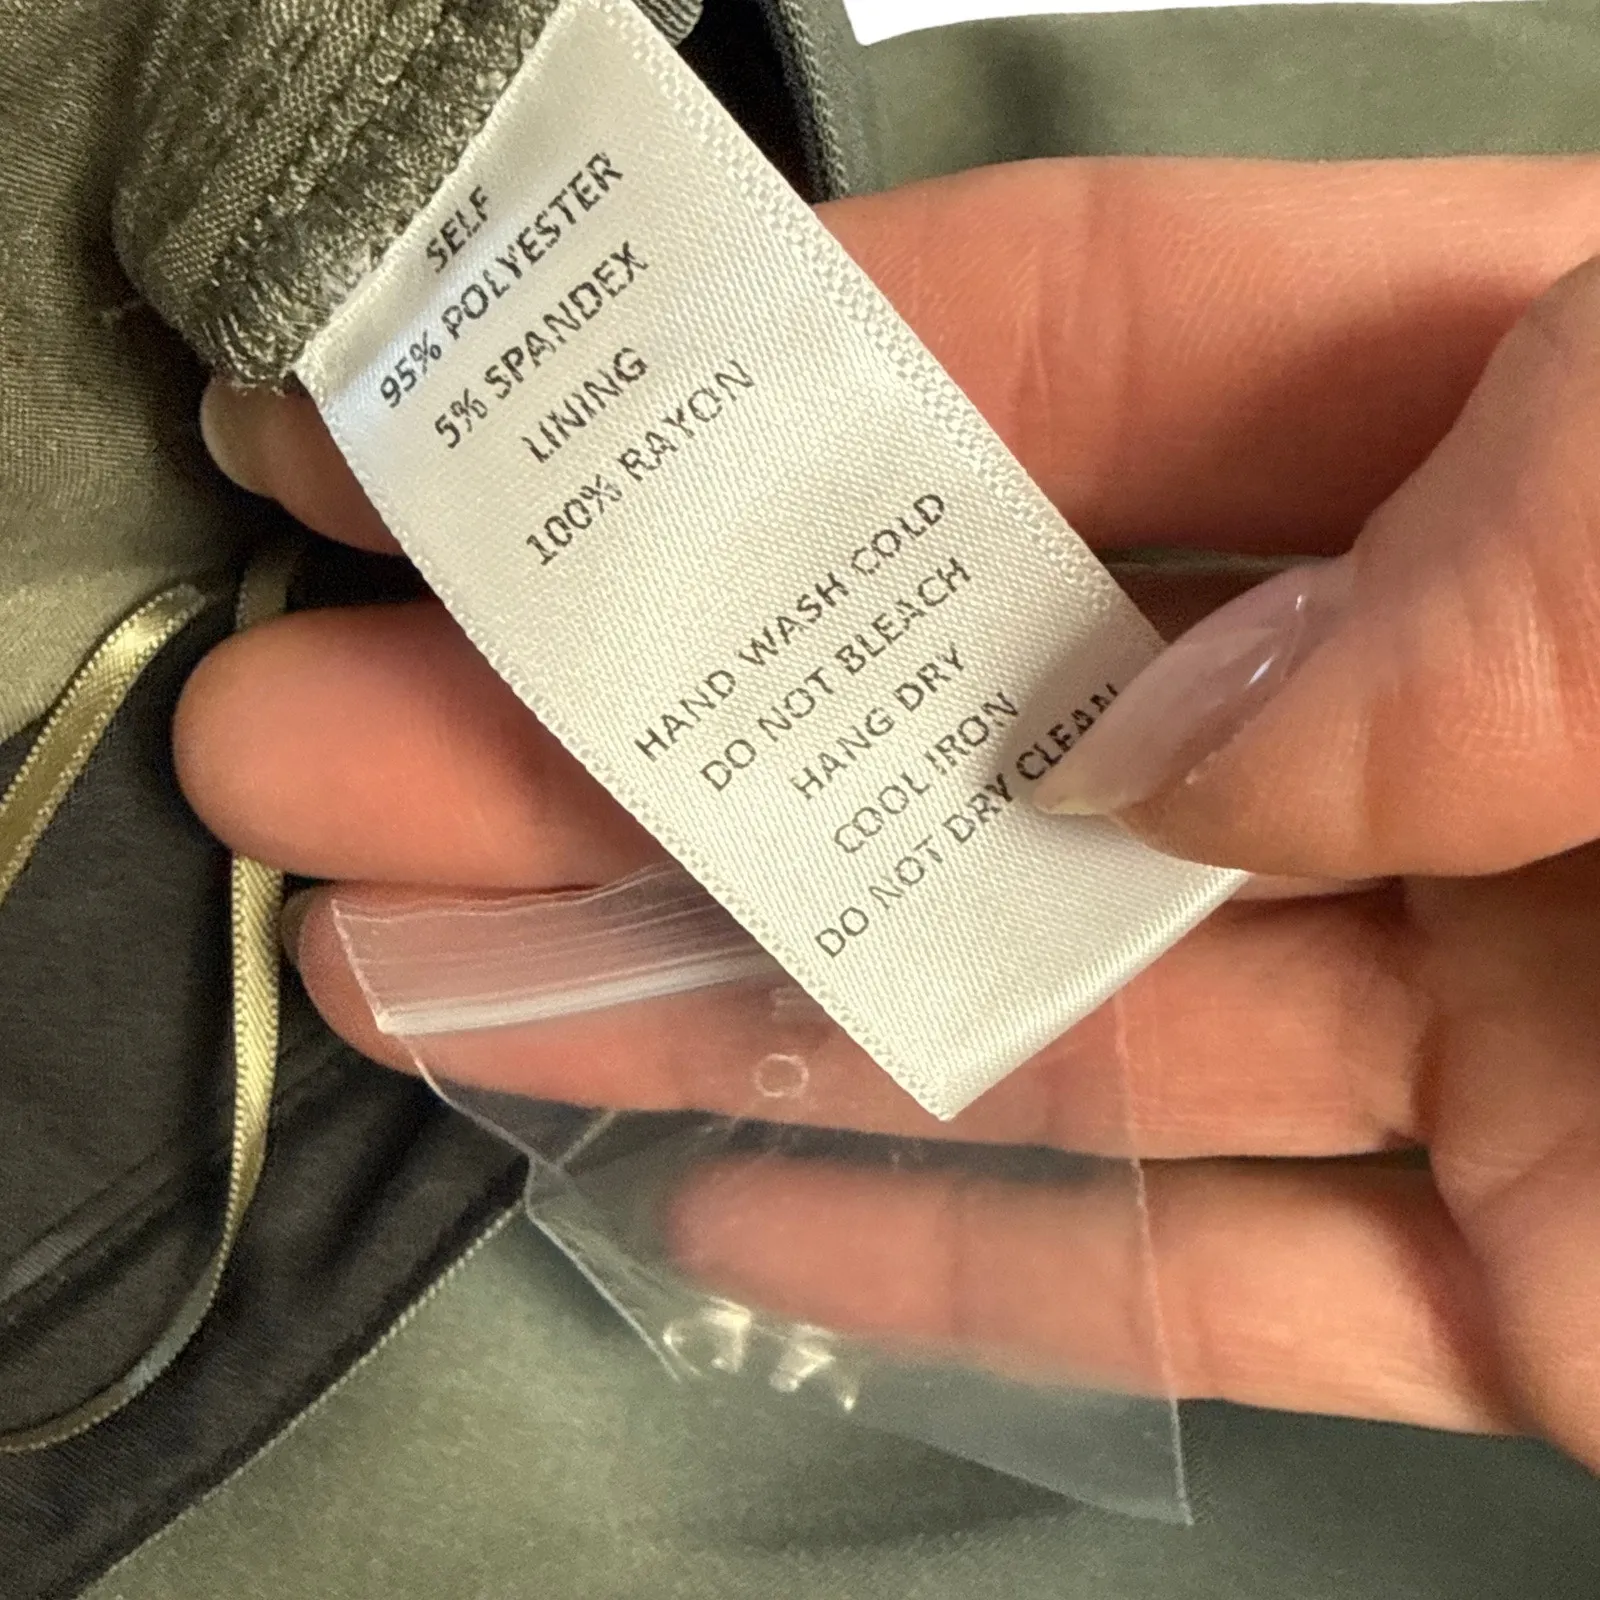 SELF
95% POLYESTER
5% SPANDEX
LINING
100% RAYON
HAND WASH COLD
DO NOT BLEACH
HANG DRY
COOL IRON
DO NOT DRY CLEAN